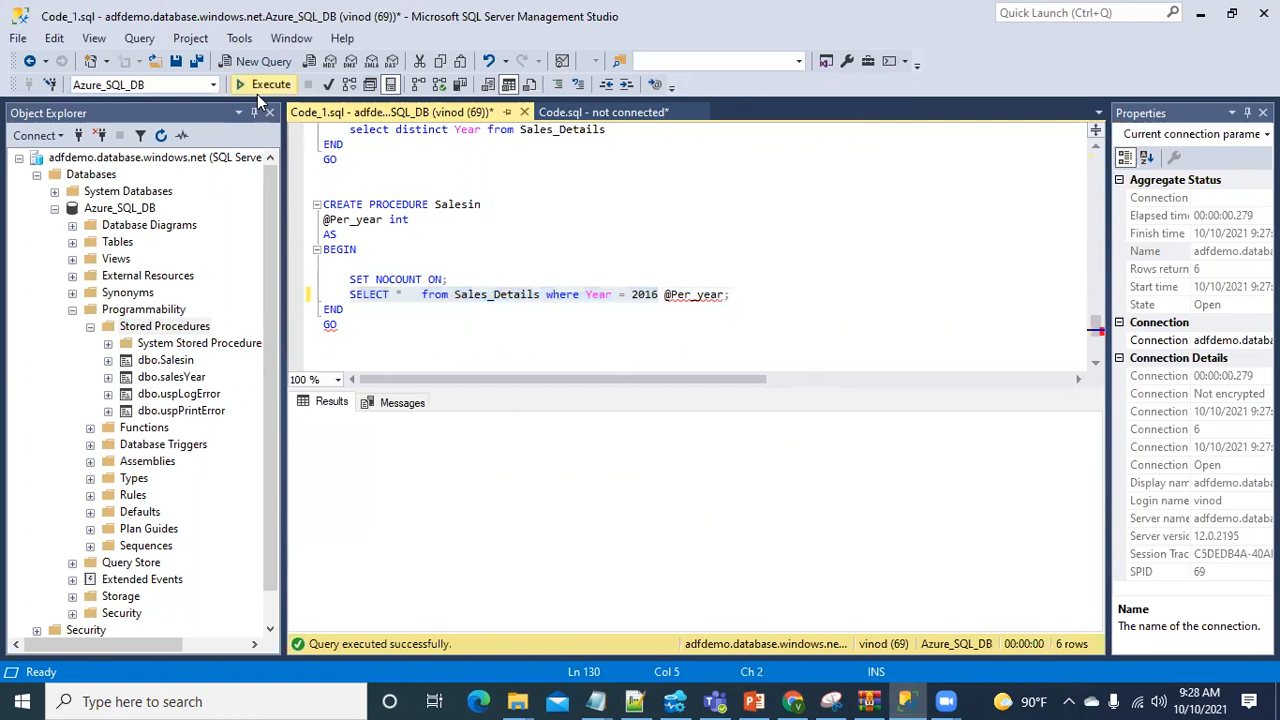 Code_1.sql - adfdemo.database.windows.net.Azure_SQL_DB (vinod (69))* - Microsoft SQL Server Management Studio
Quick Launch (Ctrl+Q)
File Edit View Query Project Tools Window Help
New Query MDX DMX XMLA DAX
Azure_SQL_DB Execute
Object Explorer
Code_1.sql - adfde...SQL_DB (vinod (69))* Code.sql - not connected*
Properties
Connect
Current connection parame
adfdemo.database.windows.net (SQL Serve
Databases
System Databases
Azure_SQL_DB
Database Diagrams
Tables
Views
External Resources
Synonyms
Programmability
Stored Procedures
System Stored Procedure
dbo.Salesin
dbo.salesYear
dbo.uspLogError
dbo.uspPrintError
Functions
Database Triggers
Assemblies
Types
Rules
Defaults
Plan Guides
Sequences
Query Store
Extended Events
Storage
Security
Security
select distinct Year from Sales_Details
END
GO
CREATE PROCEDURE Salesin
@Per_year int
AS
BEGIN
SET NOCOUNT ON;
SELECT * from Sales_Details where Year = 2016 @Per_year;
END
GO
100 %
Results Messages
Query executed successfully. adfdemo.database.windows.ne... vinod (69) Azure_SQL_DB 00:00:00 6 rows
Aggregate Status
Connection
Elapsed time 00:00:00.279
Finish time 10/10/2021 9:27:
Name adfdemo.databa
Rows returne 6
Start time 10/10/2021 9:27:
State Open
Connection
Connection adfdemo.databa
Connection Details
Connection 00:00:00.279
Connection Not encrypted
Connection 6
Connection 10/10/2021 9:27:
Connection Open
Display name adfdemo.databa
Login name vinod
Server name adfdemo.databa
Server versic 12.0.2195
Session Trac C5DEDB4A-40AI
SPID 69
Name
The name of the connection.
Ready Ln 130 Col 5 Ch 2 INS
Type here to search
90°F
9:28 AM
10/10/2021